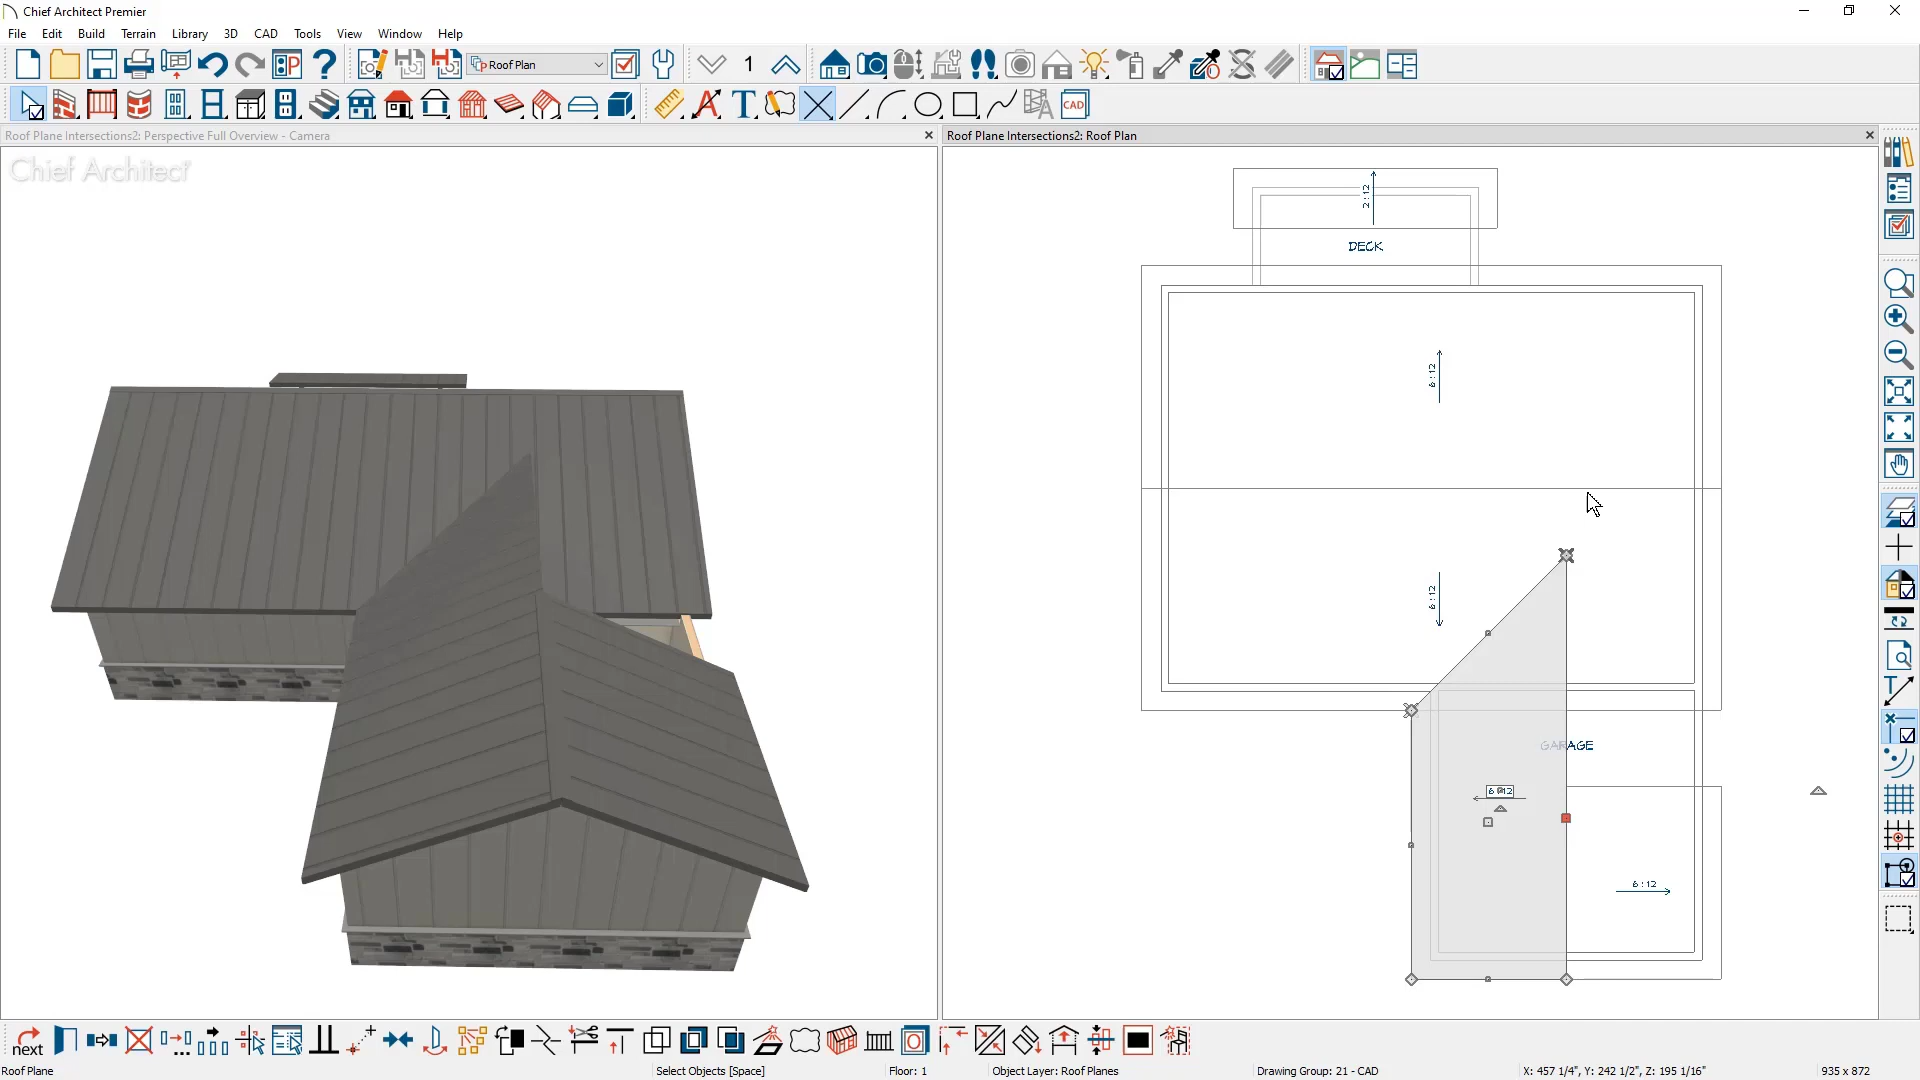 Chief Architect Premier
File Edit Build Terrain Library 3D CAD Tools View Window Help
Roof Plan
1
CAD
Roof Plane Intersections2: Perspective Full Overview - Camera
Roof Plane Intersections2: Roof Plan
Chief Architect
2:12
DECK
6:12
6:12
GARAGE
6:12
6:12
next
Roof Plane
Select Objects [Space]
Floor: 1
Object Layer: Roof Planes
Drawing Group: 21 - CAD
X: 457 1/4", Y: 242 1/2", Z: 195 1/16"
935 x 872